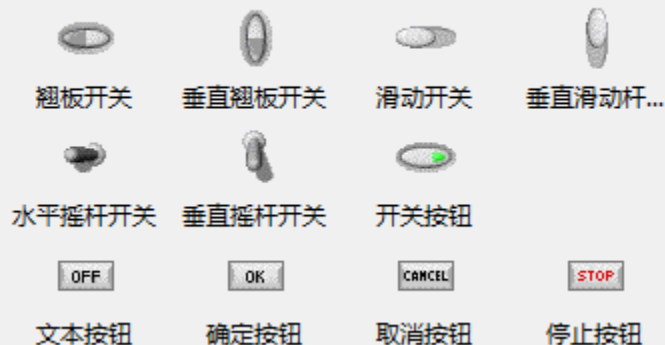 翘板开关 垂直翘板开关 滑动开关 垂直滑动杆...
水平摇杆开关 垂直摇杆开关 开关按钮
OFF OK CANCEL STOP
文本按钮 确定按钮 取消按钮 停止按钮